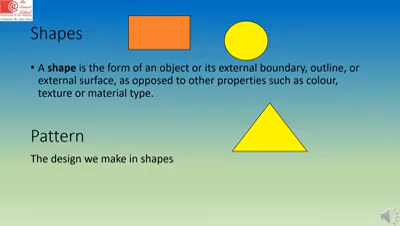 Shapes
• A shape is the form of an object or its external boundary, outline, or
external surface, as opposed to other properties such as colour,
texture or material type.
Pattern
The design we make in shapes